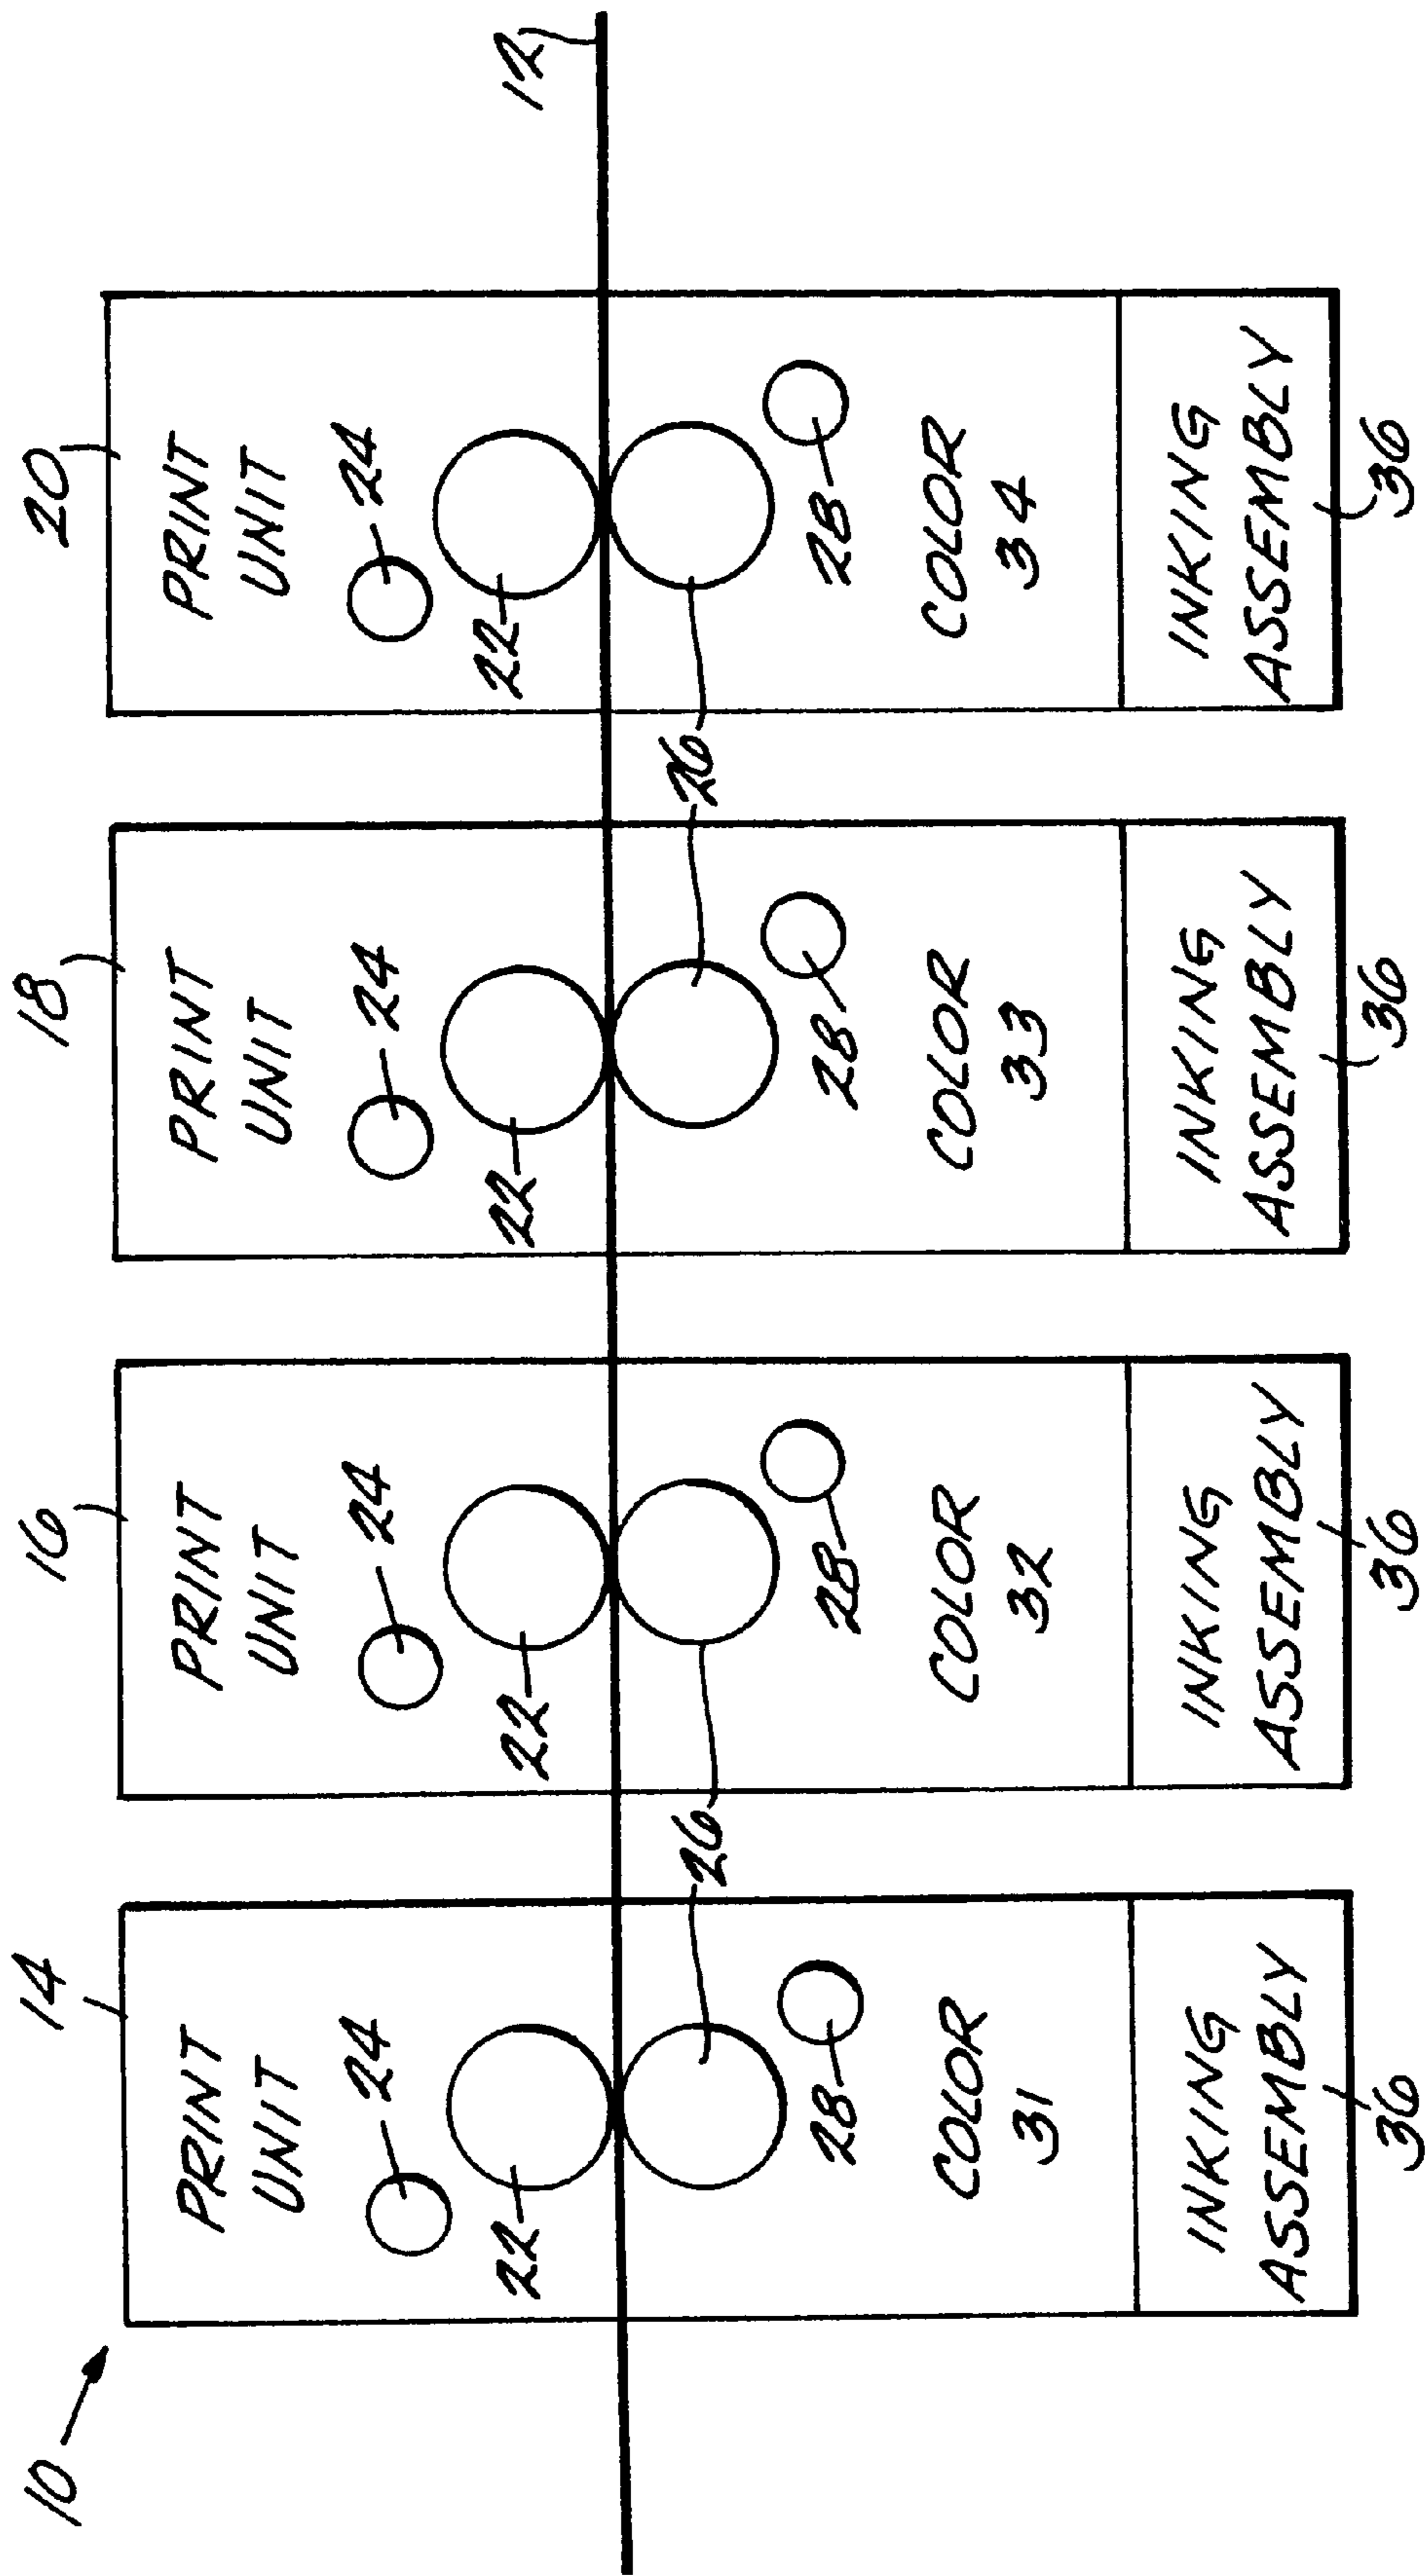 10
14
16
18
20
PRINT
UNIT
24
22
28
COLOR
31
INKING
ASSEMBLY
36
26
PRINT
UNIT
24
22
28
COLOR
32
INKING
ASSEMBLY
36
PRINT
UNIT
24
22
28
COLOR
33
INKING
ASSEMBLY
36
26
PRINT
UNIT
24
22
28
COLOR
34
INKING
ASSEMBLY
36
12